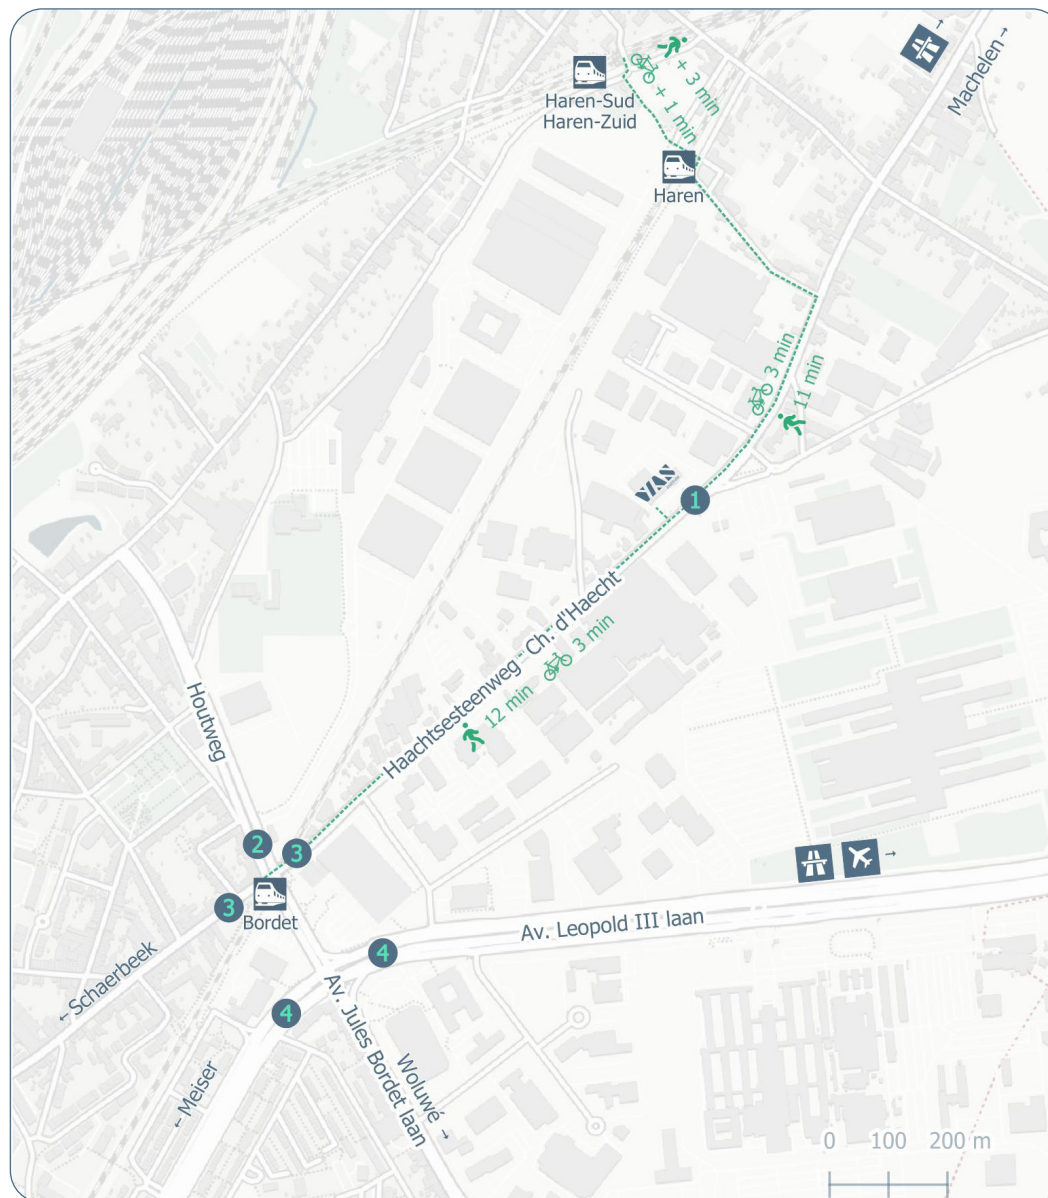 Machelen →
+ 3 min
+ 1 min
Haren-Sud
Haren-Zuid
Haren
3 min
11 min
VIAS
1
Haachtsesteenweg - Ch. d'Haecht
3 min
12 min
Houtweg
2
3
3
Bordet
Av. Leopold III laan
4
4
← Schaerbeek
Av. Jules Bordet laan
Woluwé →
← Meiser
0 100 200 m